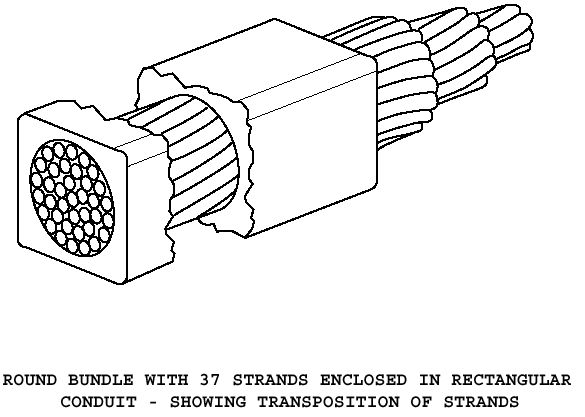 ROUND BUNDLE WITH 37 STRANDS ENCLOSED IN RECTANGULAR
CONDUIT - SHOWING TRANSPOSITION OF STRANDS